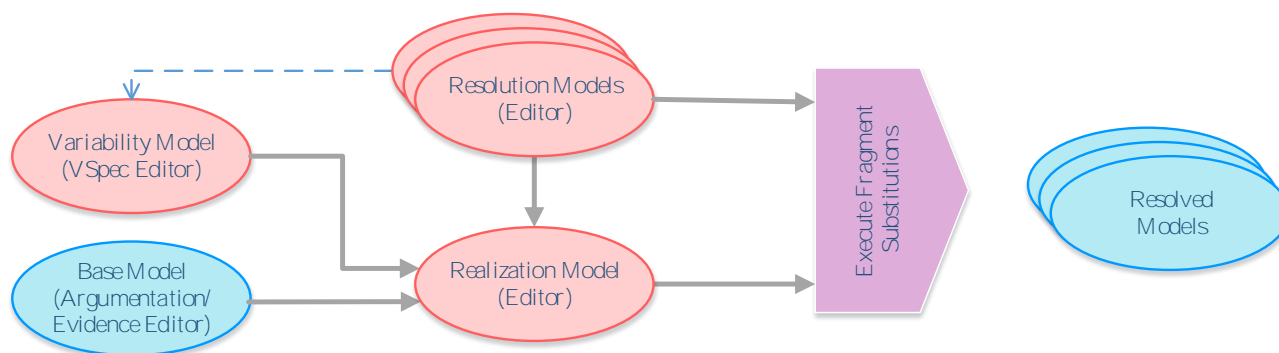 Resolution Models
(Editor)
Variability Model
(VSpec Editor)
Base Model
(Argumentation/
Evidence Editor)
Realization Model
(Editor)
Execute Fragment
Substitutions
Resolved
Models